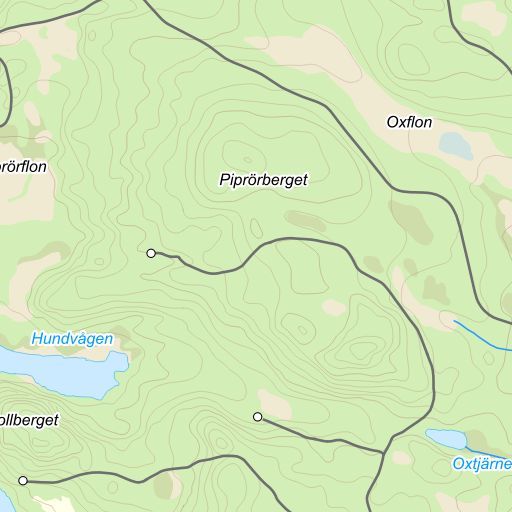 Oxflon
rörflon
Piprörberget
Hundvågen
ollberget
Oxtjärne